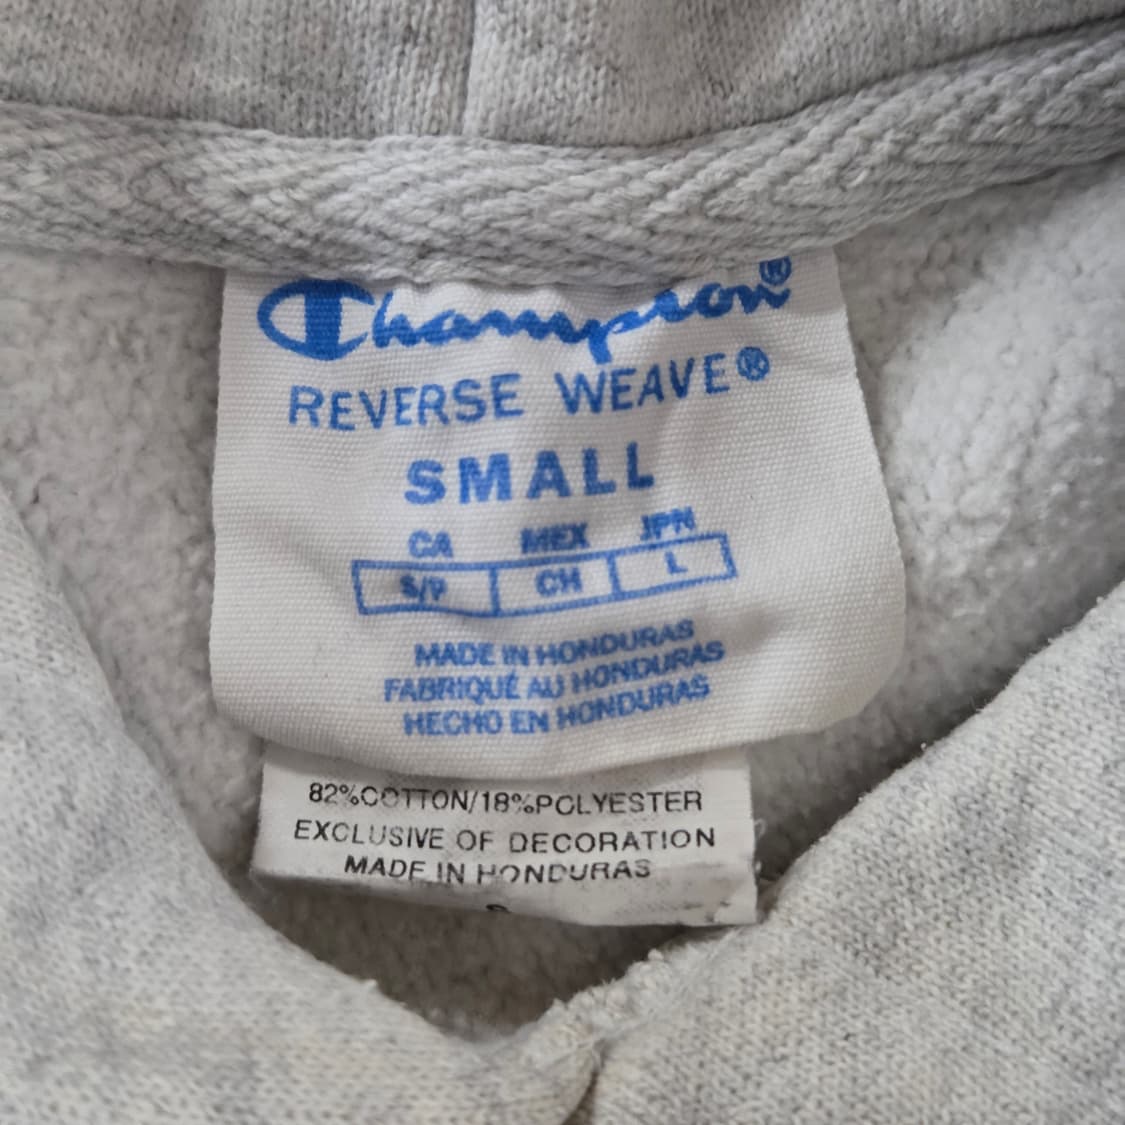 Champion®
REVERSE WEAVE®
SMALL
CA MEX JPN
S/P CH L
MADE IN HONDURAS
FABRIQUÉ AU HONDURAS
HECHO EN HONDURAS
82%COTTON/18%POLYESTER
EXCLUSIVE OF DECORATION
MADE IN HONDURAS